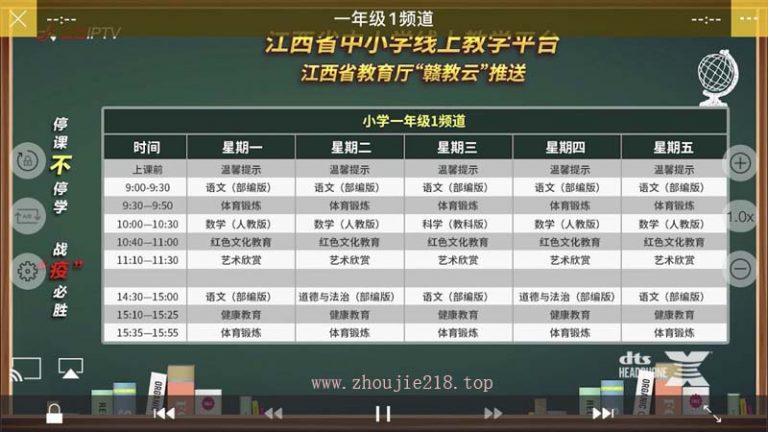 --:--
一年级1频道
--:--
IPTV
江西省中小学线上教学平台
江西省教育厅“赣教云”推送
停课不停学
战“疫”必胜
小学一年级1频道
时间 星期一 星期二 星期三 星期四 星期五
上课前 温馨提示 温馨提示 温馨提示 温馨提示 温馨提示
9:00-9:30 语文（部编版） 语文（部编版） 语文（部编版） 语文（部编版） 语文（部编版）
9:30—9:50 体育锻炼 体育锻炼 体育锻炼 体育锻炼 体育锻炼
10:00—10:30 数学（人教版） 数学（人教版） 科学（教科版） 数学（人教版） 数学（人教版）
10:40—11:00 红色文化教育 红色文化教育 红色文化教育 红色文化教育 红色文化教育
11:10—11:30 艺术欣赏 艺术欣赏 艺术欣赏 艺术欣赏 艺术欣赏
14:30—15:00 语文（部编版） 道德与法治（部编版） 语文（部编版） 道德与法治（部编版） 语文（部编版）
15:10—15:25 健康教育 健康教育 健康教育 健康教育 健康教育
15:35—15:55 体育锻炼 体育锻炼 体育锻炼 体育锻炼 体育锻炼
A/B
1.0x
dts
HEADPHONE X
ORGANIC
www.zhoujie218.top